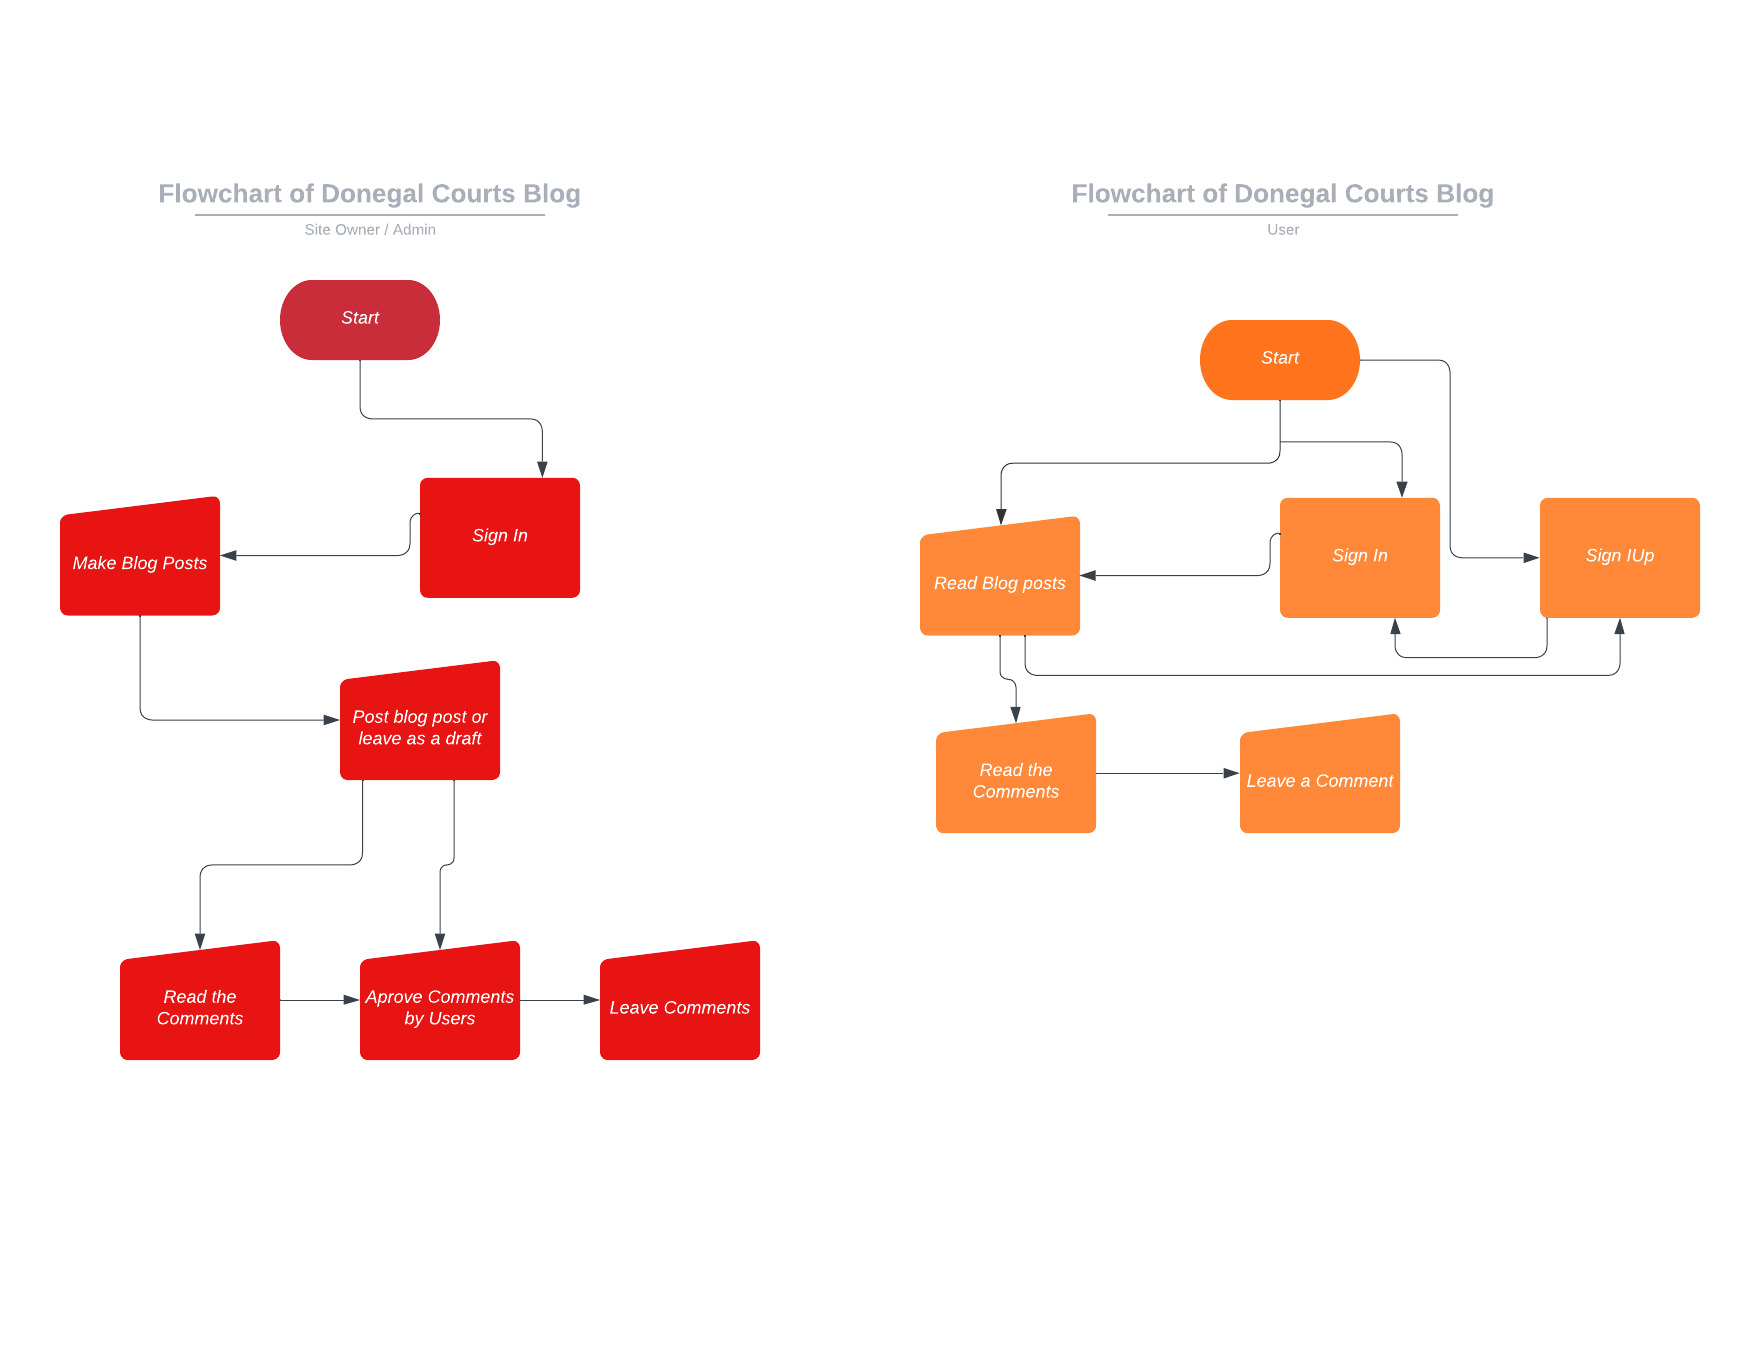 Flowchart of Donegal Courts Blog
Site Owner / Admin
Start
Sign In
Make Blog Posts
Post blog post or
leave as a draft
Read the
Comments
Aprove Comments
by Users
Leave Comments
Flowchart of Donegal Courts Blog
User
Start
Read Blog posts
Sign In
Sign IUp
Read the
Comments
Leave a Comment